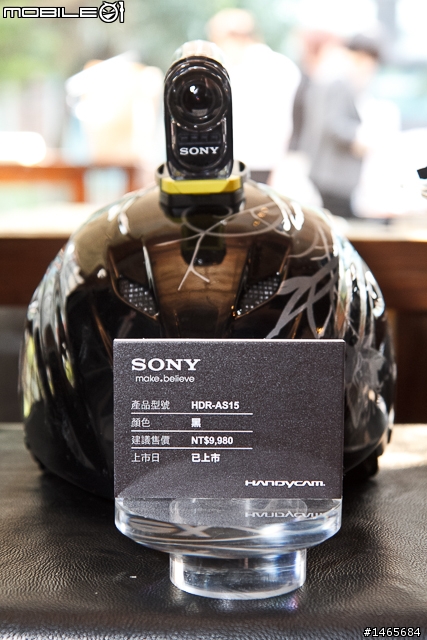 MOBILE01
SONY
SONY
make.believe
產品型號 HDR-AS15
顏色 黑
建議售價 NT$9,980
上市日 已上市
HANDYCAM
#1465684